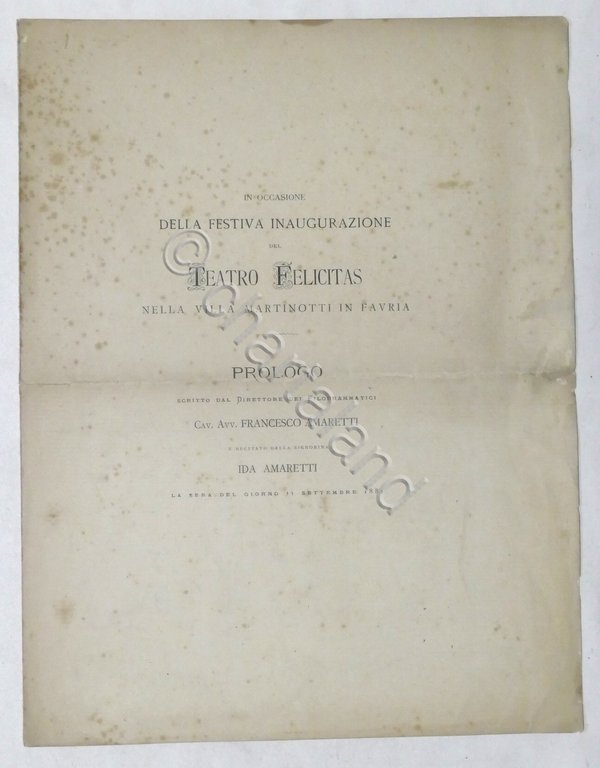 IN OCCASIONE
DELLA FESTIVA INAUGURAZIONE
DEL
TEATRO FELICITAS
NELLA VILLA MARTINOTTI IN FAVRIA
PROLOGO
SCRITTO DAL DIRETTORE DEI FILODRAMMATICI
CAV. AVV. FRANCESCO AMARETTI
E RECITATO DALLA SIGNORINA
IDA AMARETTI
LA SERA DEL GIORNO 11 SETTEMBRE
© chartaland